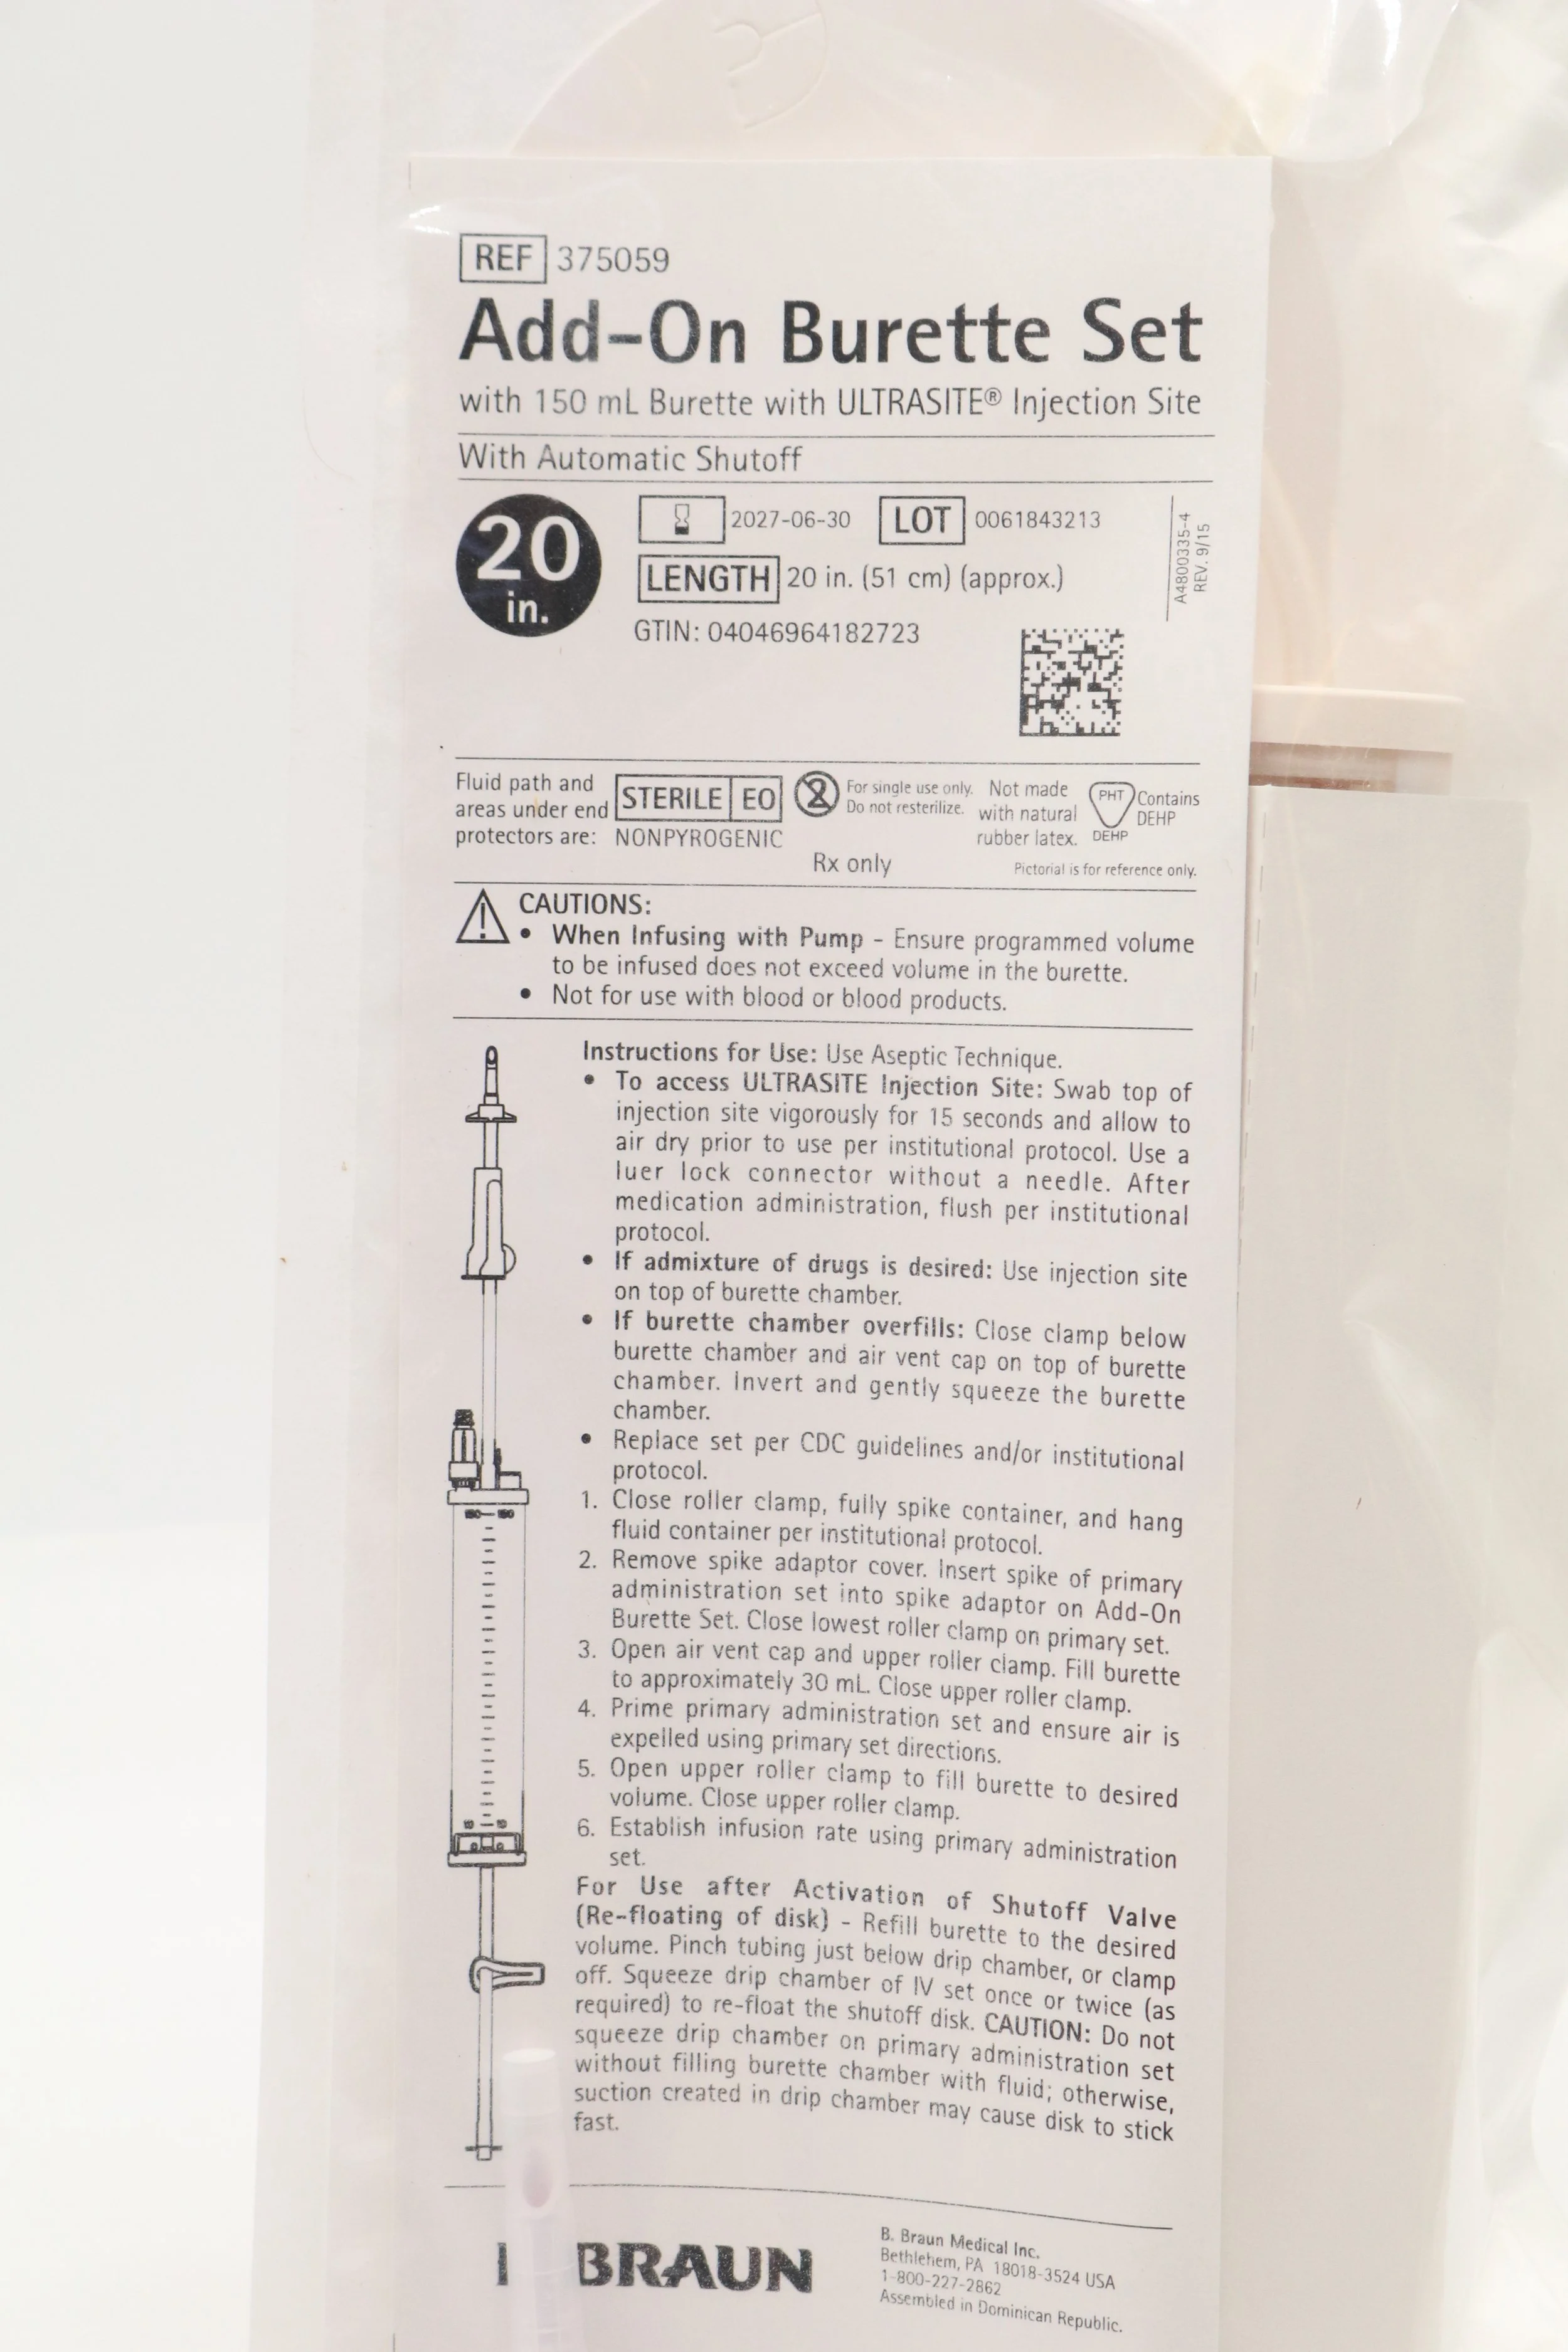 REF 375059
Add-On Burette Set
with 150 mL Burette with ULTRASITE® Injection Site
With Automatic Shutoff
20
in.
2027-06-30 LOT 0061843213
LENGTH 20 in. (51 cm) (approx.)
GTIN: 04046964182723
A4800335-4
REV. 9/15
Fluid path and
areas under end
protectors are:
STERILE EO
NONPYROGENIC
2
For single use only.
Do not resterilize.
Rx only
Not made
with natural
rubber latex.
PHT
DEHP
Contains
DEHP
Pictorial is for reference only.
CAUTIONS:
• When Infusing with Pump - Ensure programmed volume
to be infused does not exceed volume in the burette.
• Not for use with blood or blood products.
Instructions for Use: Use Aseptic Technique.
• To access ULTRASITE Injection Site: Swab top of
injection site vigorously for 15 seconds and allow to
air dry prior to use per institutional protocol. Use a
luer lock connector without a needle. After
medication administration, flush per institutional
protocol.
• If admixture of drugs is desired: Use injection site
on top of burette chamber.
• If burette chamber overfills: Close clamp below
burette chamber and air vent cap on top of burette
chamber. Invert and gently squeeze the burette
chamber.
• Replace set per CDC guidelines and/or institutional
protocol.
1. Close roller clamp, fully spike container, and hang
fluid container per institutional protocol.
2. Remove spike adaptor cover. Insert spike of primary
administration set into spike adaptor on Add-On
Burette Set. Close lowest roller clamp on primary set.
3. Open air vent cap and upper roller clamp. Fill burette
to approximately 30 mL. Close upper roller clamp.
4. Prime primary administration set and ensure air is
expelled using primary set directions.
5. Open upper roller clamp to fill burette to desired
volume. Close upper roller clamp.
6. Establish infusion rate using primary administration
set.
For Use after Activation of Shutoff Valve
(Re-floating of disk) - Refill burette to the desired
volume. Pinch tubing just below drip chamber, or clamp
off. Squeeze drip chamber of IV set once or twice (as
required) to re-float the shutoff disk. CAUTION: Do not
squeeze drip chamber on primary administration set
without filling burette chamber with fluid; otherwise,
suction created in drip chamber may cause disk to stick
fast.
BRAUN
B. Braun Medical Inc.
Bethlehem, PA 18018-3524 USA
1-800-227-2862
Assembled in Dominican Republic.